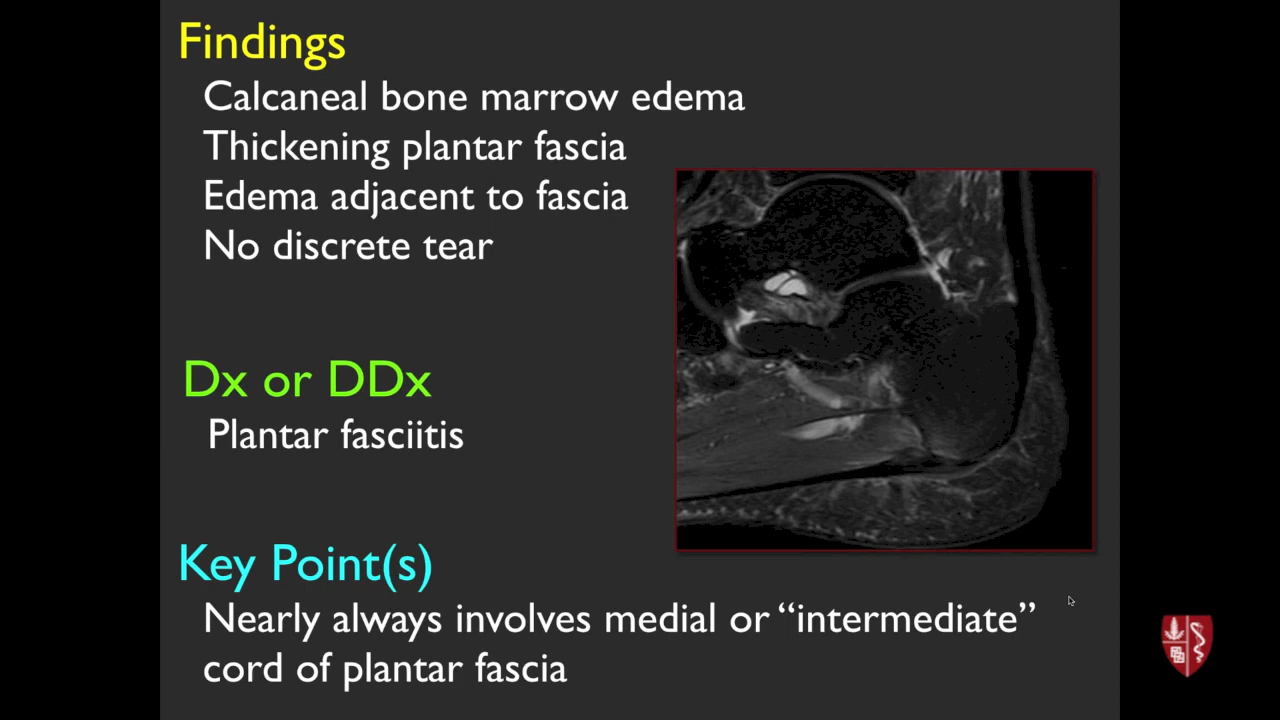 Findings
Calcaneal bone marrow edema
Thickening plantar fascia
Edema adjacent to fascia
No discrete tear
Dx or DDx
Plantar fasciitis
Key Point(s)
Nearly always involves medial or “intermediate”
cord of plantar fascia